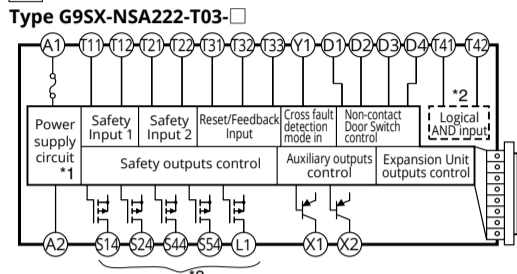 Type G9SX-NSA222-T03-□
A1 T11 T12 T21 T22 T31 T32 T33 Y1 D1 D2 D3 D4 T41 T42
*2
Power supply circuit *1
Safety Input 1
Safety Input 2
Reset/Feedback Input
Cross fault detection mode in
Non-contact Door Switch control
Logical AND input
Safety outputs control
Auxiliary outputs control
Expansion Unit outputs control
A2 S14 S24 S44 S54 L1 X1 X2